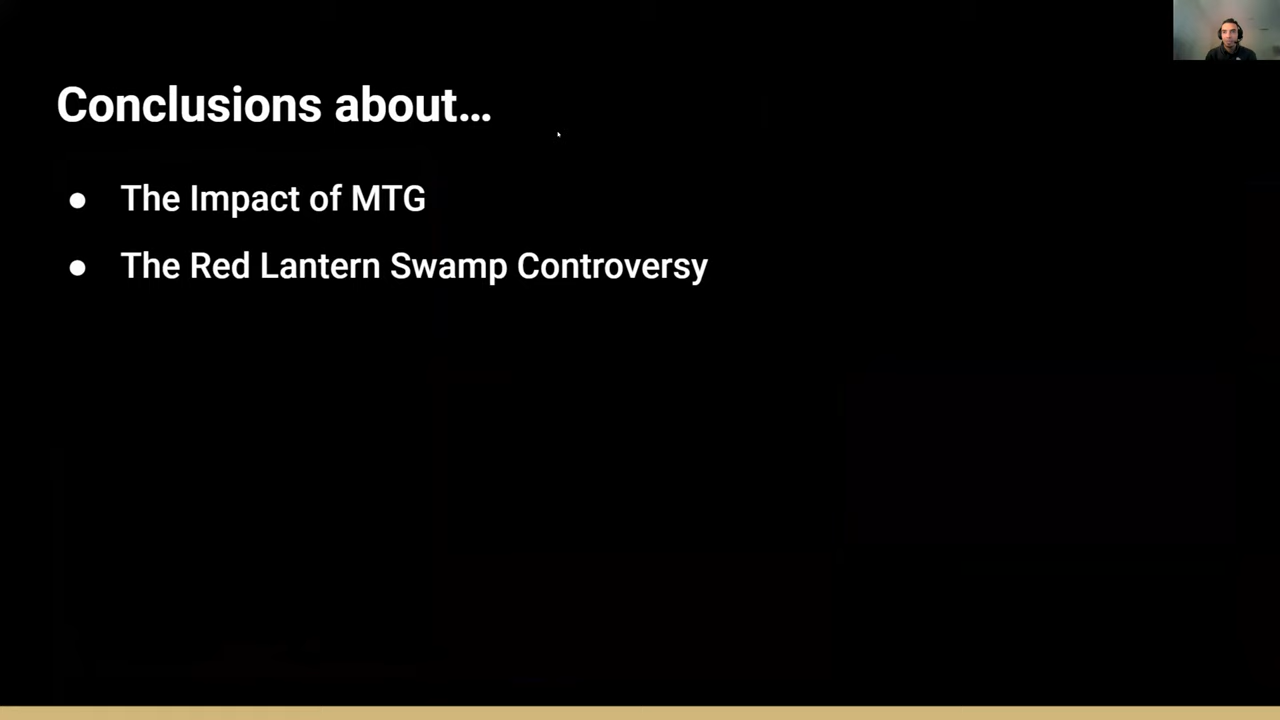 Conclusions about...
● The Impact of MTG
● The Red Lantern Swamp Controversy